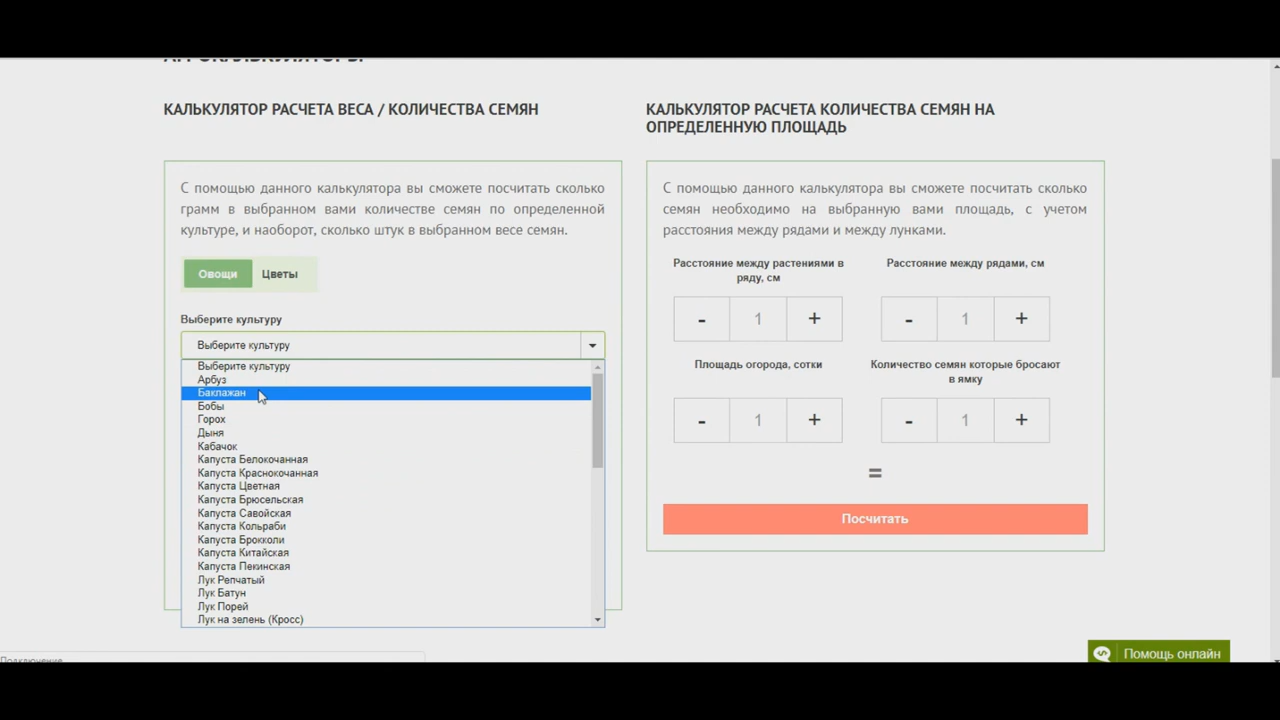 АГРОКАЛЬКУЛЯТОРЫ
КАЛЬКУЛЯТОР РАСЧЕТА ВЕСА / КОЛИЧЕСТВА СЕМЯН
С помощью данного калькулятора вы сможете посчитать сколько
грамм в выбранном вами количестве семян по определенной
культуре, и наоборот, сколько штук в выбранном весе семян.
Овощи
Цветы
Выберите культуру
Выберите культуру
Выберите культуру
Арбуз
Баклажан
Бобы
Горох
Дыня
Кабачок
Капуста Белокочанная
Капуста Краснокочанная
Капуста Цветная
Капуста Брюсельская
Капуста Савойская
Капуста Кольраби
Капуста Брокколи
Капуста Китайская
Капуста Пекинская
Лук Репчатый
Лук Батун
Лук Порей
Лук на зелень (Кросс)
КАЛЬКУЛЯТОР РАСЧЕТА КОЛИЧЕСТВА СЕМЯН НА
ОПРЕДЕЛЕННУЮ ПЛОЩАДЬ
С помощью данного калькулятора вы сможете посчитать сколько
семян необходимо на выбранную вами площадь, с учетом
расстояния между рядами и между лунками.
Расстояние между растениями в
ряду, см
- 1 +
Расстояние между рядами, см
- 1 +
Площадь огорода, сотки
- 1 +
Количество семян которые бросают
в ямку
- 1 +
=
Посчитать
Подключение
Помощь онлайн